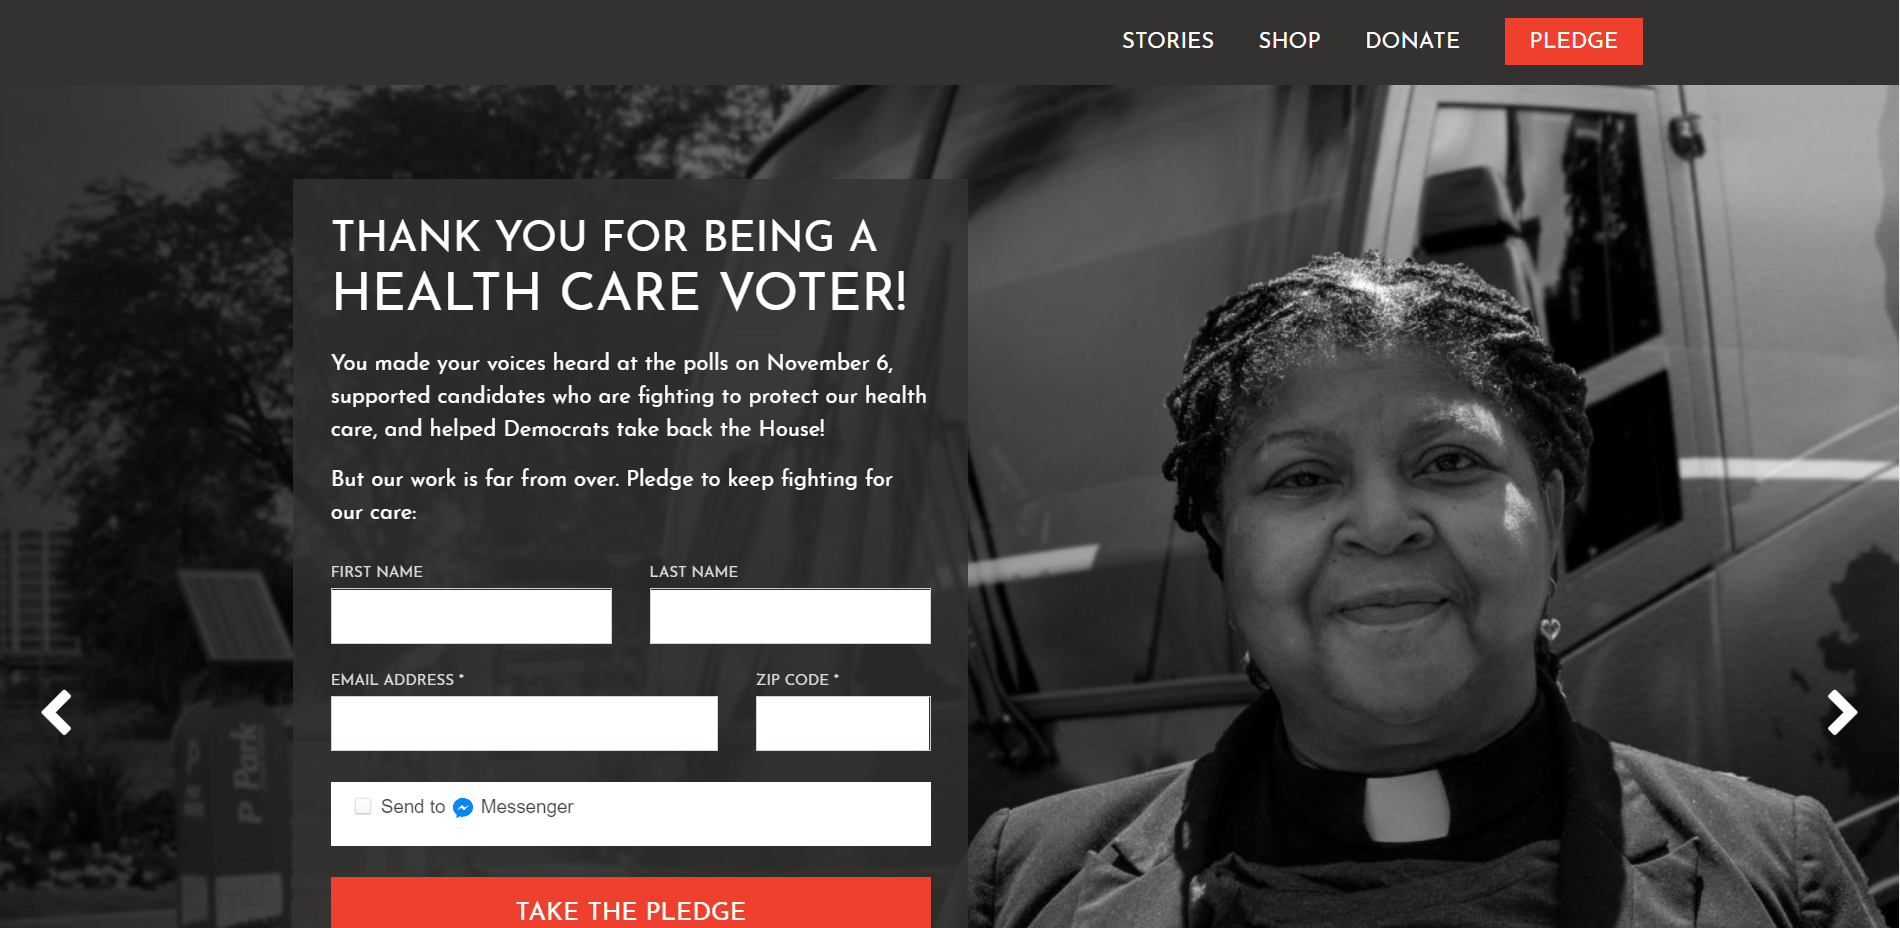 STORIES SHOP DONATE PLEDGE
THANK YOU FOR BEING A
HEALTH CARE VOTER!
You made your voices heard at the polls on November 6,
supported candidates who are fighting to protect our health
care, and helped Democrats take back the House!
But our work is far from over. Pledge to keep fighting for
our care:
FIRST NAME LAST NAME
EMAIL ADDRESS * ZIP CODE *
Send to Messenger
TAKE THE PLEDGE
P Park
P